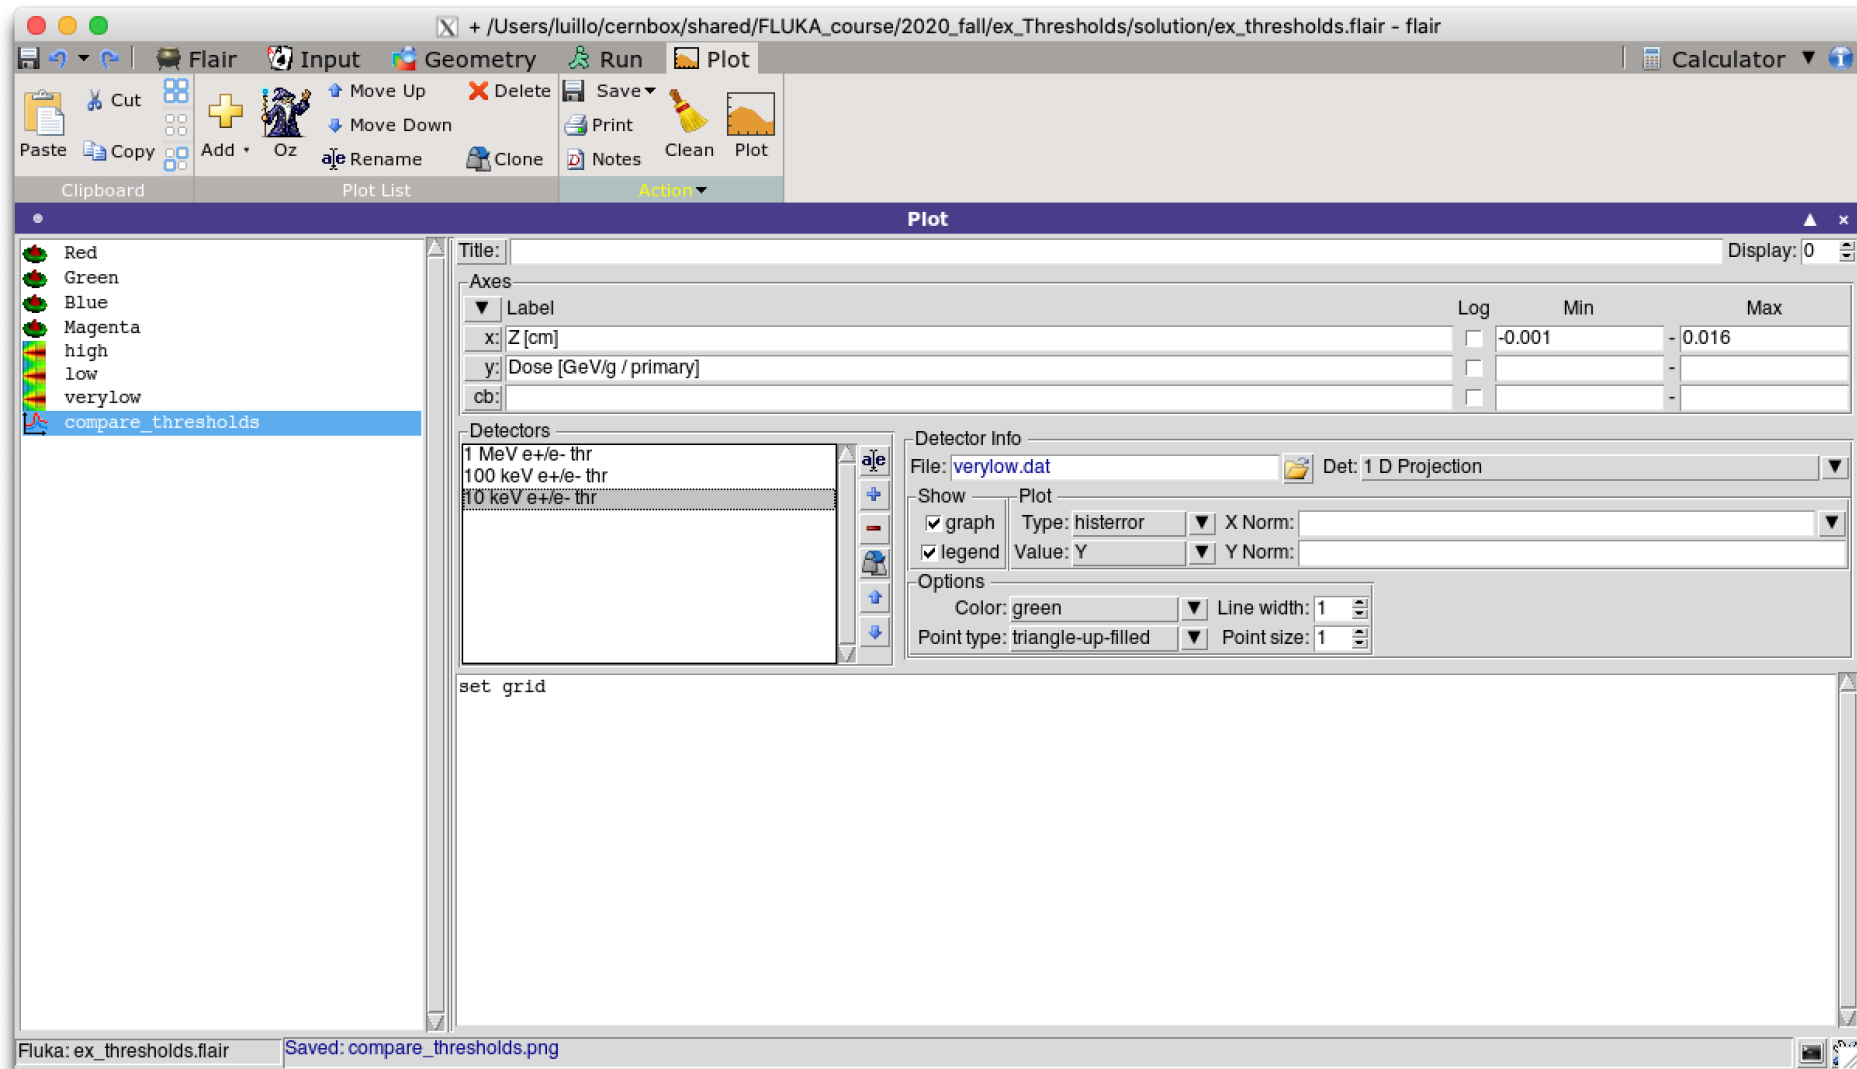 + /Users/luillo/cernbox/shared/FLUKA_course/2020_fall/ex_Thresholds/solution/ex_thresholds.flair - flair
Flair Input Geometry Run Plot Calculator
Paste Cut Copy Add Oz Move Up Move Down Rename Delete Clone Save Print Notes Clean Plot
Clipboard Plot List Action
Plot
Red
Green
Blue
Magenta
high
low
verylow
compare_thresholds
Title: Display: 0
Axes
Label Log Min Max
x: Z [cm] -0.001 - 0.016
y: Dose [GeV/g / primary] -
cb: -
Detectors
1 MeV e+/e- thr
100 keV e+/e- thr
10 keV e+/e- thr
Detector Info
File: verylow.dat Det: 1 D Projection
Show Plot
graph Type: histerror X Norm:
legend Value: Y Y Norm:
Options
Color: green Line width: 1
Point type: triangle-up-filled Point size: 1
set grid
Fluka: ex_thresholds.flair Saved: compare_thresholds.png